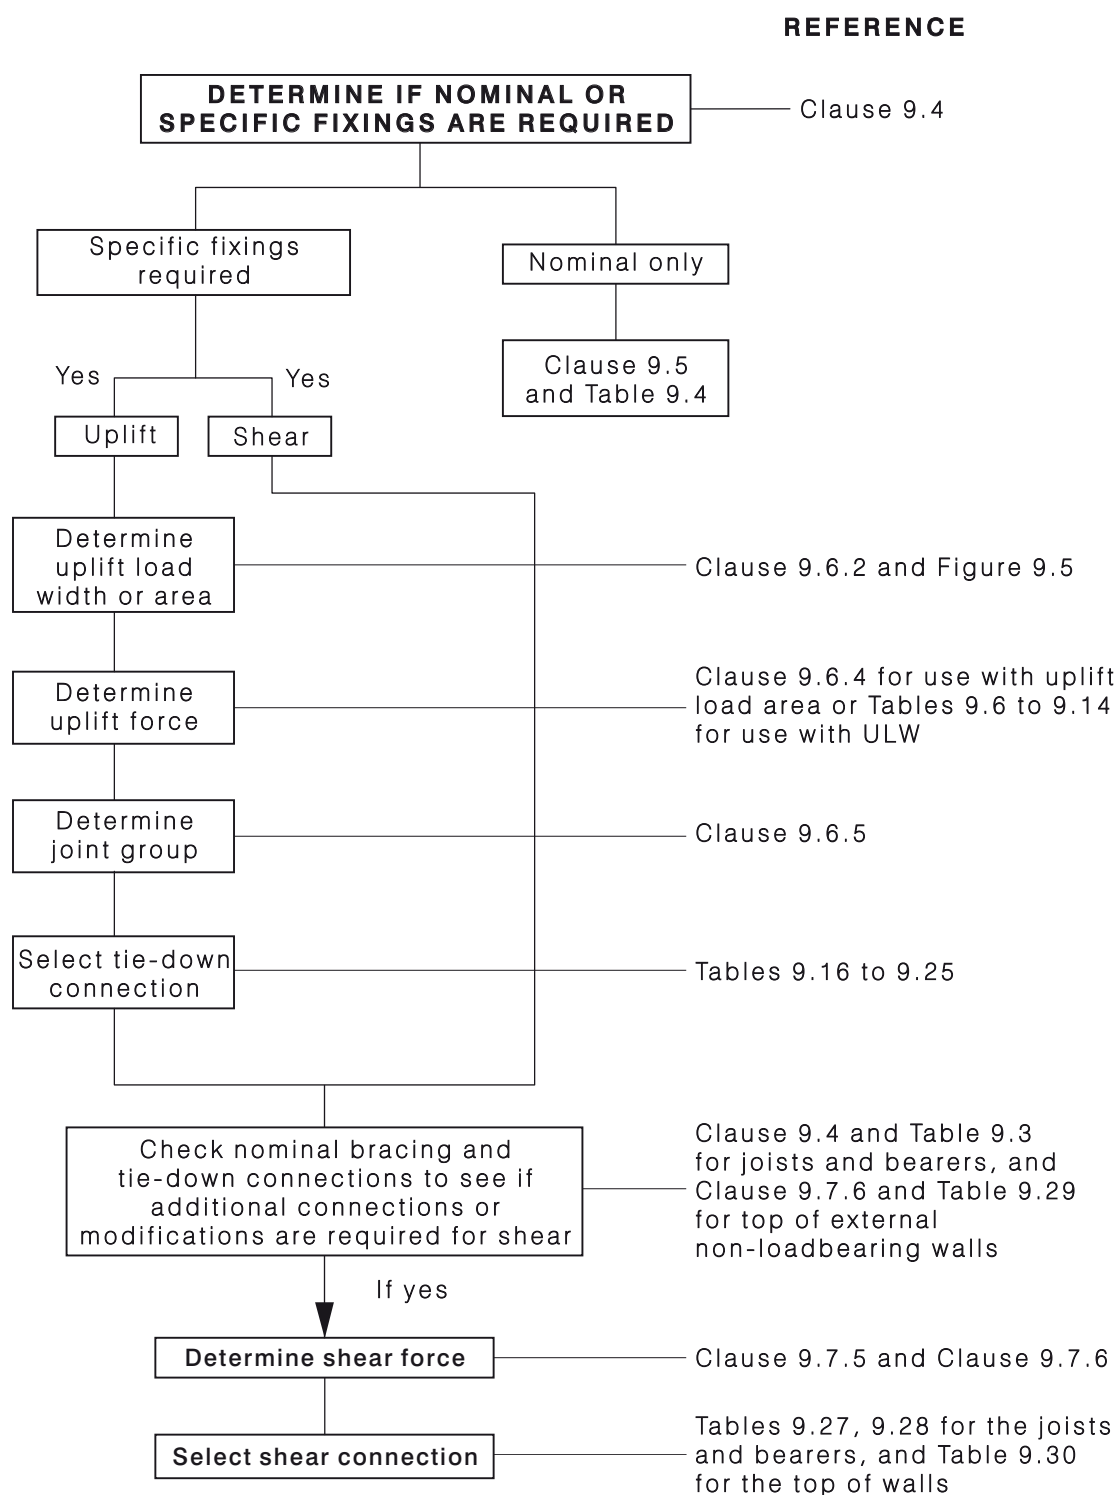 REFERENCE
DETERMINE IF NOMINAL OR
SPECIFIC FIXINGS ARE REQUIRED
Clause 9.4
Specific fixings
required
Nominal only
Clause 9.5
and Table 9.4
Yes
Yes
Uplift
Shear
Determine
uplift load
width or area
Clause 9.6.2 and Figure 9.5
Determine
uplift force
Clause 9.6.4 for use with uplift
load area or Tables 9.6 to 9.14
for use with ULW
Determine
joint group
Clause 9.6.5
Select tie-down
connection
Tables 9.16 to 9.25
Check nominal bracing and
tie-down connections to see if
additional connections or
modifications are required for shear
Clause 9.4 and Table 9.3
for joists and bearers, and
Clause 9.7.6 and Table 9.29
for top of external
non-loadbearing walls
If yes
Determine shear force
Clause 9.7.5 and Clause 9.7.6
Select shear connection
Tables 9.27, 9.28 for the joists
and bearers, and Table 9.30
for the top of walls